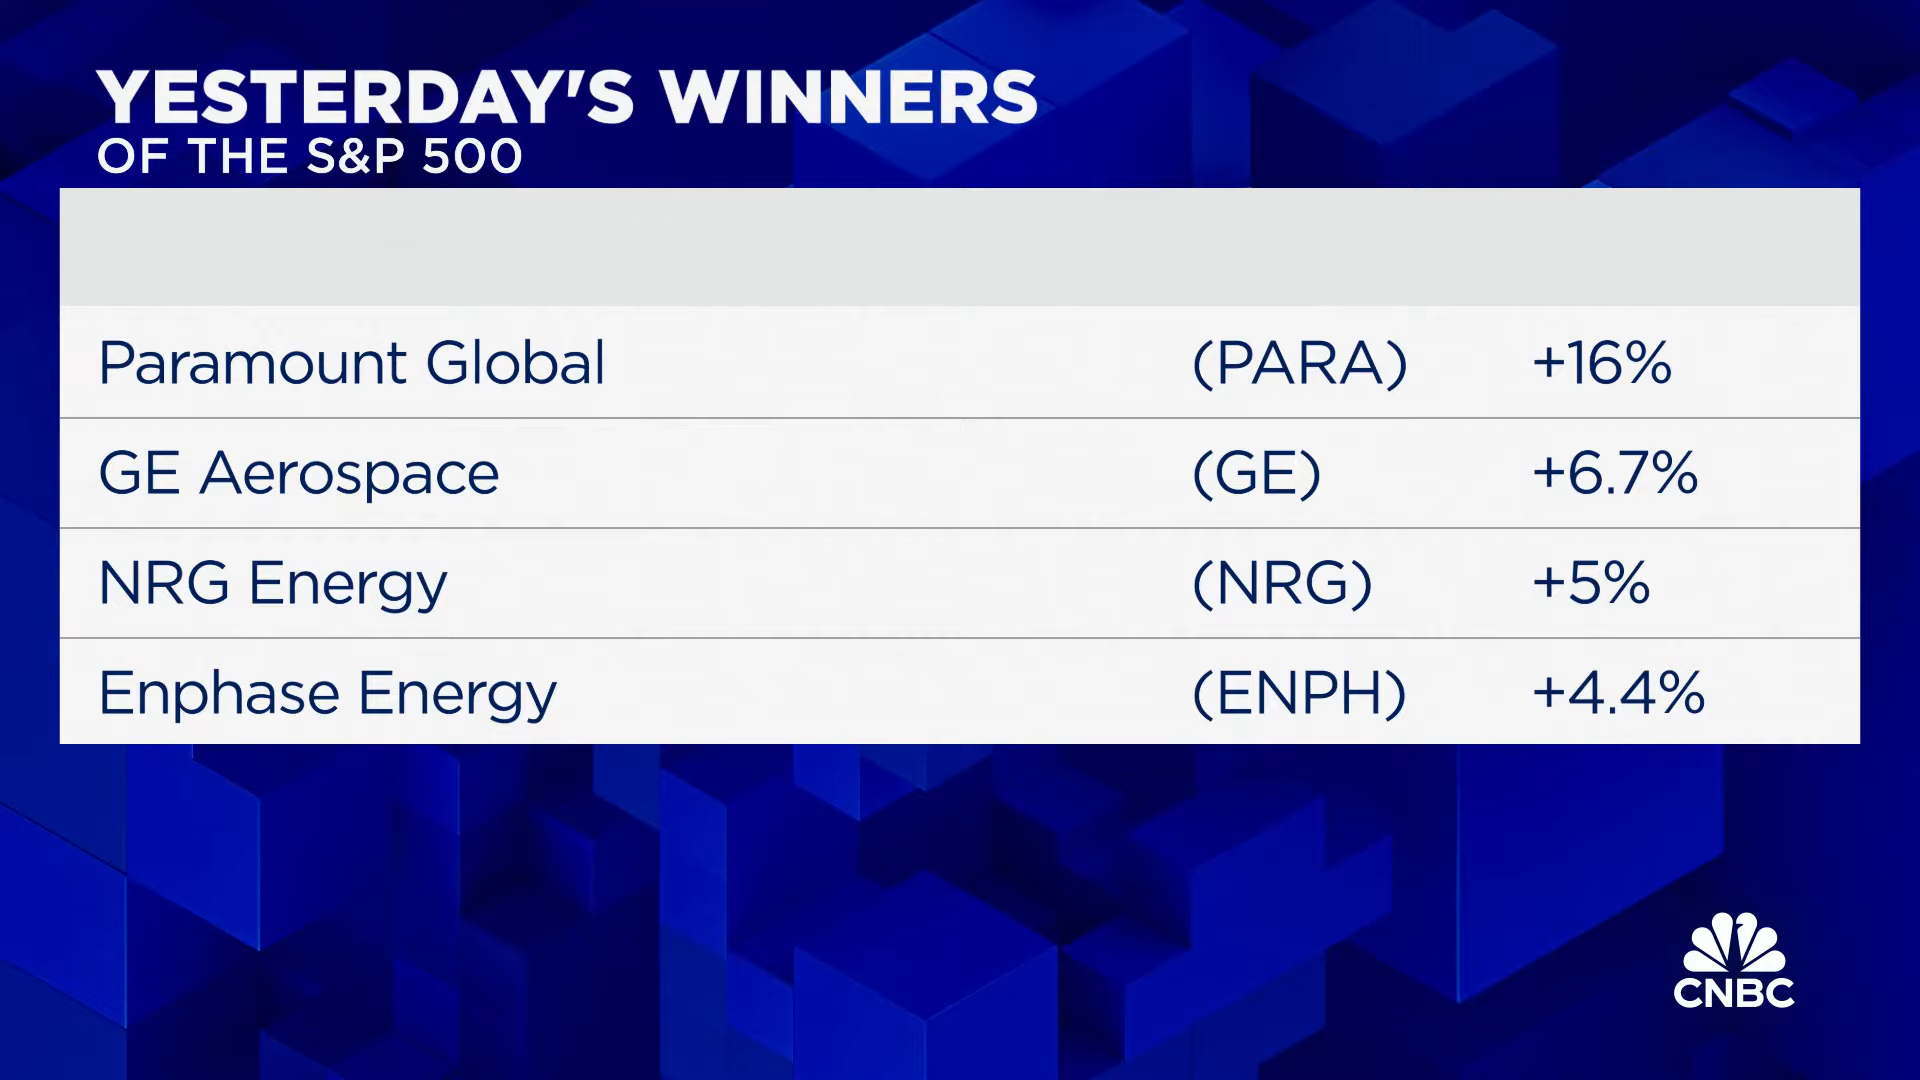 YESTERDAY'S WINNERS
OF THE S&P 500
Paramount Global (PARA) +16%
GE Aerospace (GE) +6.7%
NRG Energy (NRG) +5%
Enphase Energy (ENPH) +4.4%
CNBC